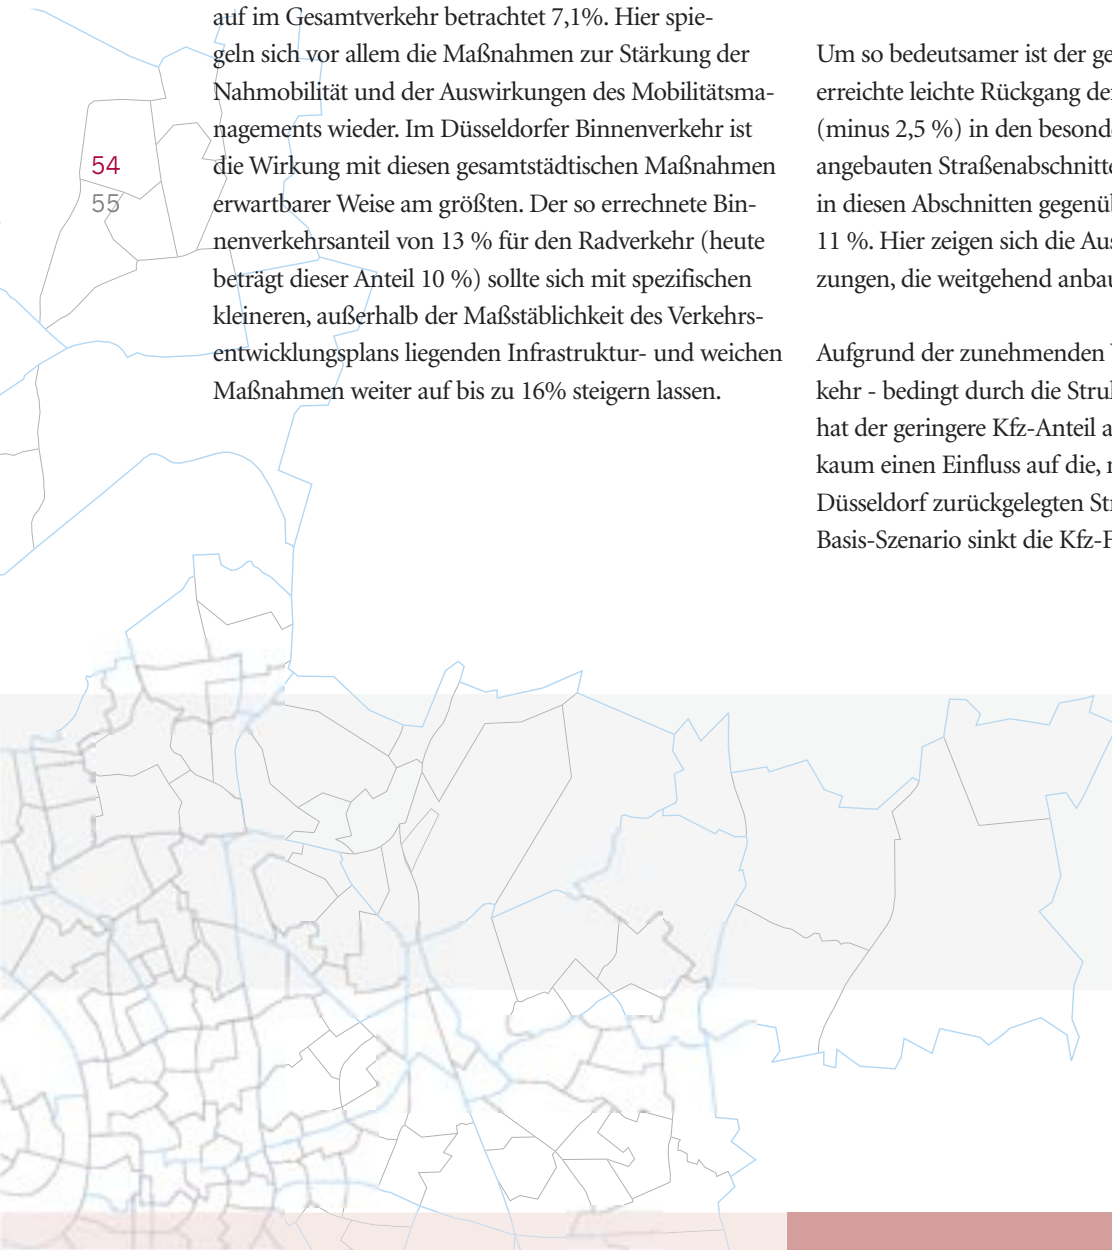 auf im Gesamtverkehr betrachtet 7,1%. Hier spie-
geln sich vor allem die Maßnahmen zur Stärkung der
Nahmobilität und der Auswirkungen des Mobilitätsma-
nagements wieder. Im Düsseldorfer Binnenverkehr ist
die Wirkung mit diesen gesamtstädtischen Maßnahmen
erwartbarer Weise am größten. Der so errechnete Bin-
nenverkehrsanteil von 13 % für den Radverkehr (heute
beträgt dieser Anteil 10 %) sollte sich mit spezifischen
kleineren, außerhalb der Maßstäblichkeit des Verkehrs-
entwicklungsplans liegenden Infrastruktur- und weichen
Maßnahmen weiter auf bis zu 16% steigern lassen.
54
55
Um so bedeutsamer ist der
erreichte leichte Rückgang
(minus 2,5 %) in den
angebauten
in diesen Abschnitten
11 %. Hier zeigen sich die
zungen, die weitgehend
Aufgrund der zunehmenden
kehr - bedingt durch die
hat der geringere Kfz-Anteil
kaum einen Einfluss auf die,
Düsseldorf zurückgelegten
Basis-Szenario sinkt die